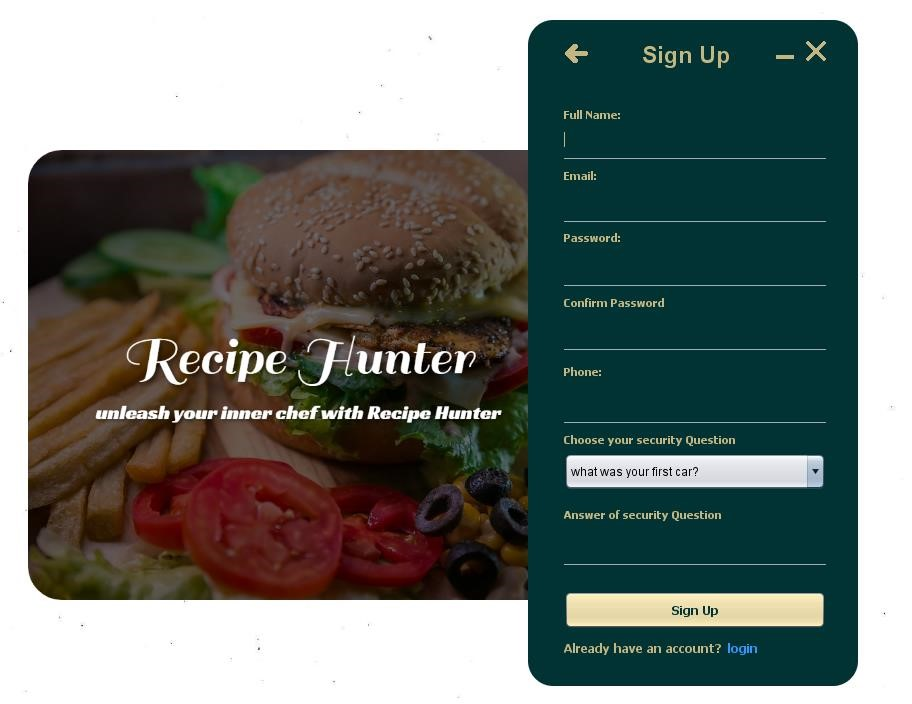 Recipe Hunter
unleash your inner chef with Recipe Hunter
Sign Up
Full Name:
Email:
Password:
Confirm Password
Phone:
Choose your security Question
what was your first car?
Answer of security Question
Sign Up
Already have an account? login